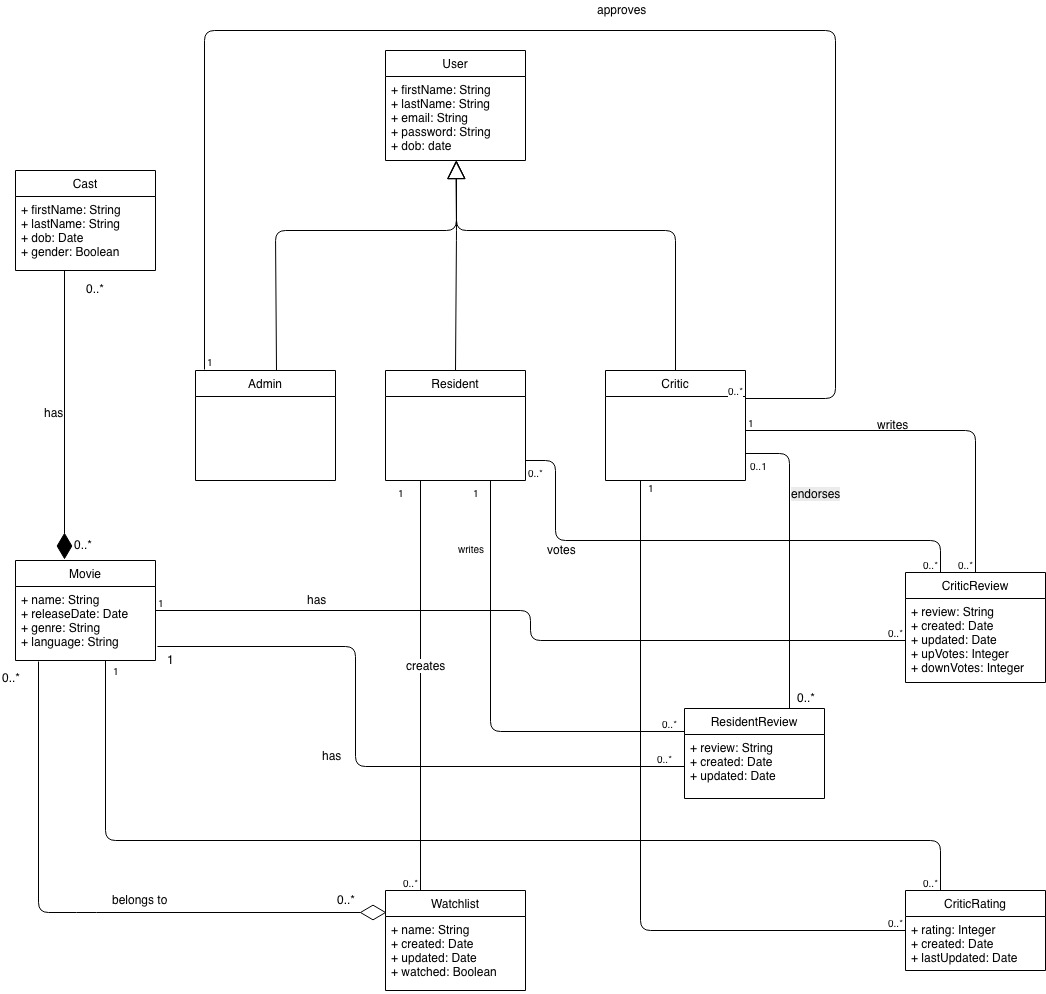 approves
User
+ firstName: String
+ lastName: String
+ email: String
+ password: String
+ dob: date
Cast
+ firstName: String
+ lastName: String
+ dob: Date
+ gender: Boolean
0..*
1
Admin
Resident
Critic
0..*
has
1
writes
0..*
0..1
1
1
1
endorses
0..*
writes
votes
0..*
0..*
Movie
+ name: String
+ releaseDate: Date
+ genre: String
+ language: String
1
has
CriticReview
+ review: String
+ created: Date
+ updated: Date
+ upVotes: Integer
+ downVotes: Integer
0..*
0..*
1
1
creates
0..*
ResidentReview
+ review: String
+ created: Date
+ updated: Date
0..*
has
0..*
0..*
0..*
belongs to
0..*
Watchlist
+ name: String
+ created: Date
+ updated: Date
+ watched: Boolean
0..*
CriticRating
+ rating: Integer
+ created: Date
+ lastUpdated: Date